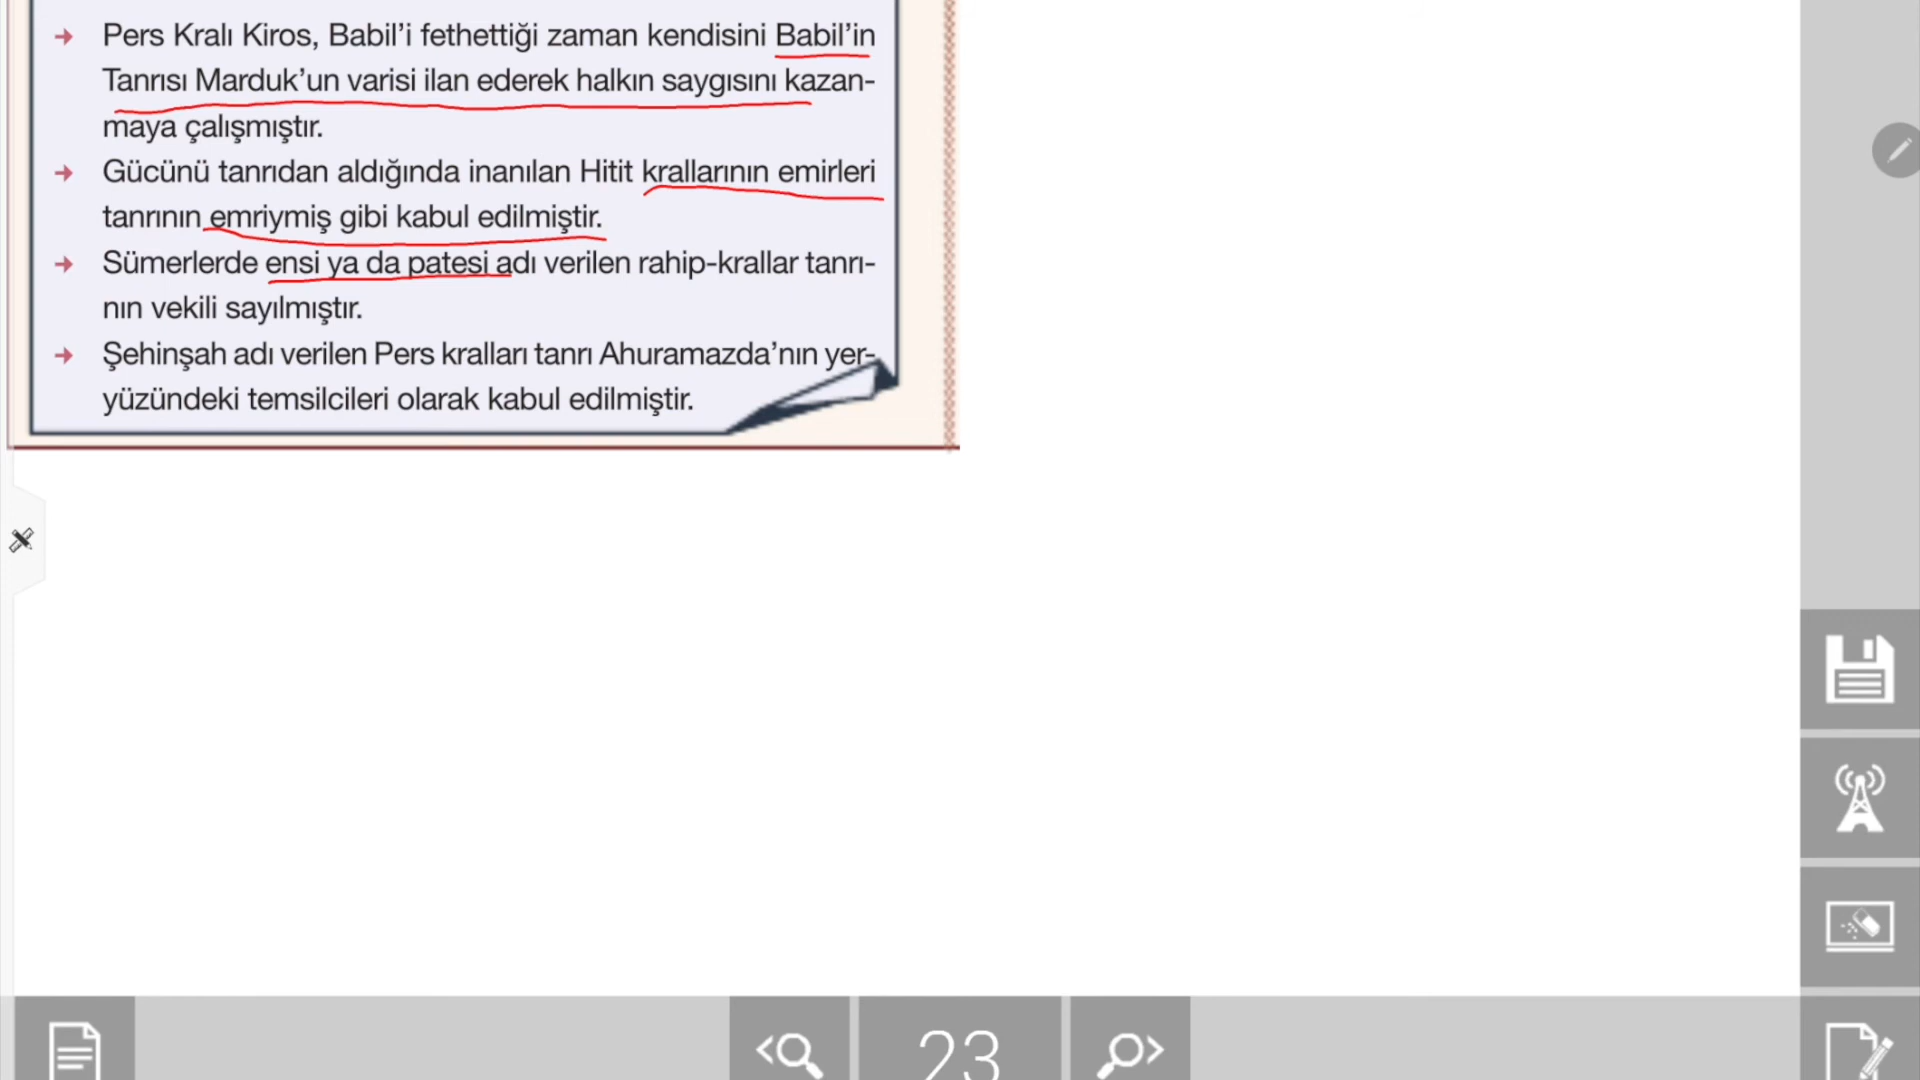 Pers Kralı Kiros, Babil’i fethettiği zaman kendisini Babil’in
Tanrısı Marduk’un varisi ilan ederek halkın saygısını kazan-
maya çalışmıştır.
Gücünü tanrıdan aldığında inanılan Hitit krallarının emirleri
tanrının emriymiş gibi kabul edilmiştir.
Sümerlerde ensi ya da patesi adı verilen rahip-krallar tanrı-
nın vekili sayılmıştır.
Şehinşah adı verilen Pers kralları tanrı Ahuramazda’nın yer-
yüzündeki temsilcileri olarak kabul edilmiştir.
23